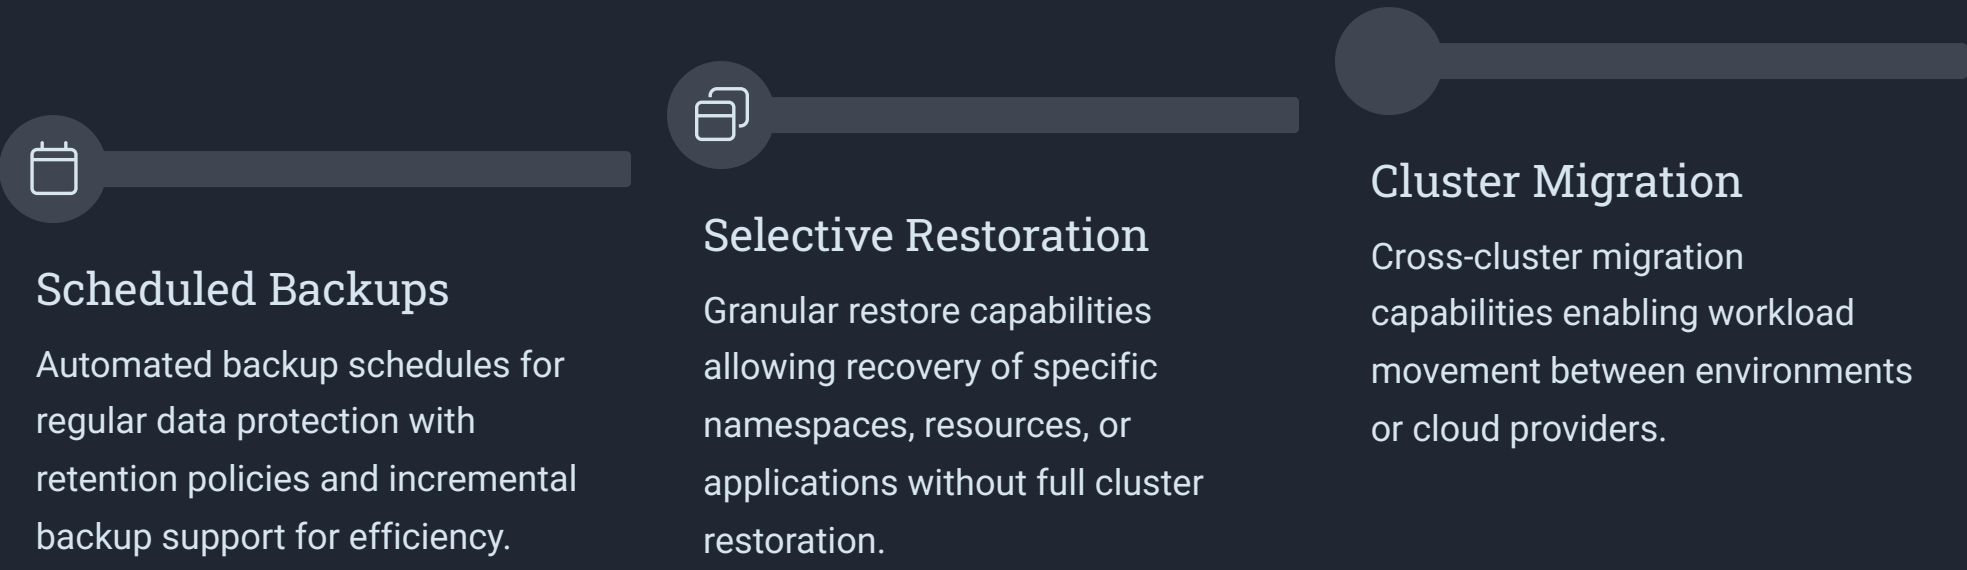 Scheduled Backups
Automated backup schedules for
regular data protection with
retention policies and incremental
backup support for efficiency.
Selective Restoration
Granular restore capabilities
allowing recovery of specific
namespaces, resources, or
applications without full cluster
restoration.
Cluster Migration
Cross-cluster migration
capabilities enabling workload
movement between environments
or cloud providers.